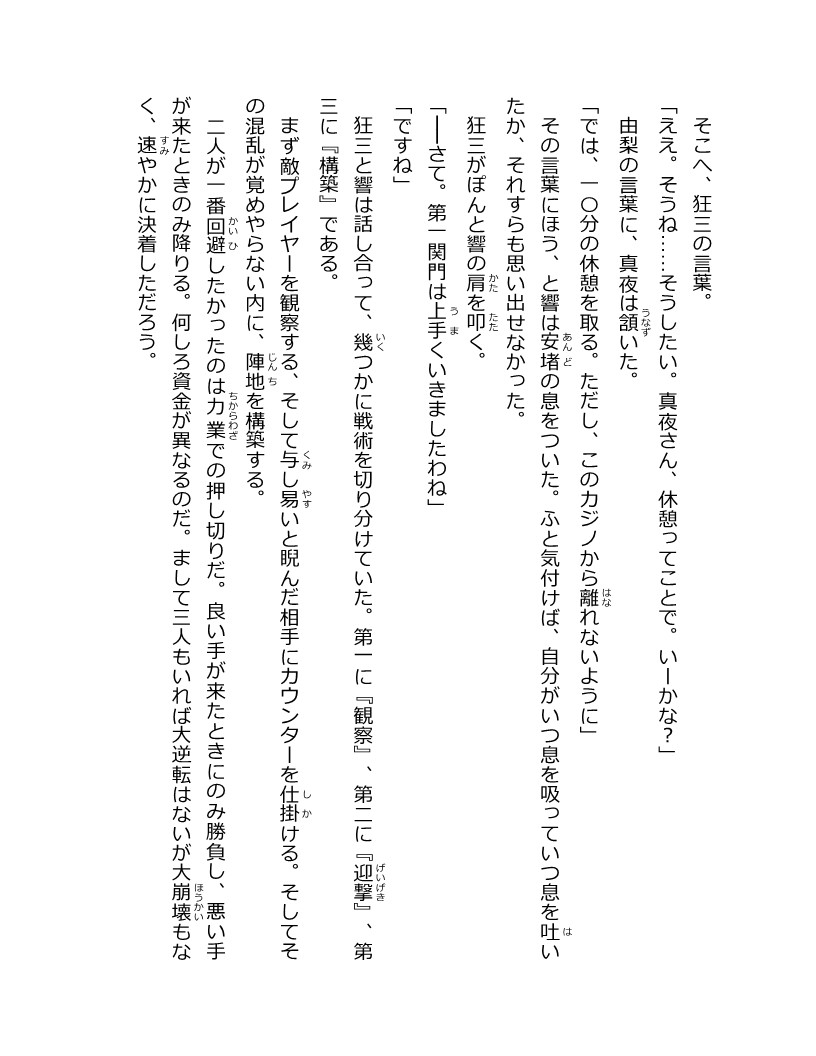 そこへ、狂三の言葉。
「ええ。そうね……そうしたい。真夜さん、休憩ってことで。いーかな？」
由梨の言葉に、真夜は頷いた。
「では、一〇分の休憩を取る。ただし、このカジノから離れないように」
その言葉にほう、と響は安堵の息をついた。ふと気付けば、自分がいつ息を吸っていつ息を吐い
たか、それすらも思い出せなかった。
狂三がぽんと響の肩を叩く。
「──さて。第一関門は上手くいきましたわね」
「ですね」
狂三と響は話し合って、幾つかに戦術を切り分けていた。第一に『観察』、第二に『迎撃』、第
三に『構築』である。
まず敵プレイヤーを観察する、そして与し易いと睨んだ相手にカウンターを仕掛ける。そしてそ
の混乱が覚めやらない内に、陣地を構築する。
二人が一番回避したかったのは力業での押し切りだ。良い手が来たときにのみ勝負し、悪い手
が来たときのみ降りる。何しろ資金が異なるのだ。まして三人もいれば大逆転はないが大崩壊もな
く、速やかに決着しただろう。